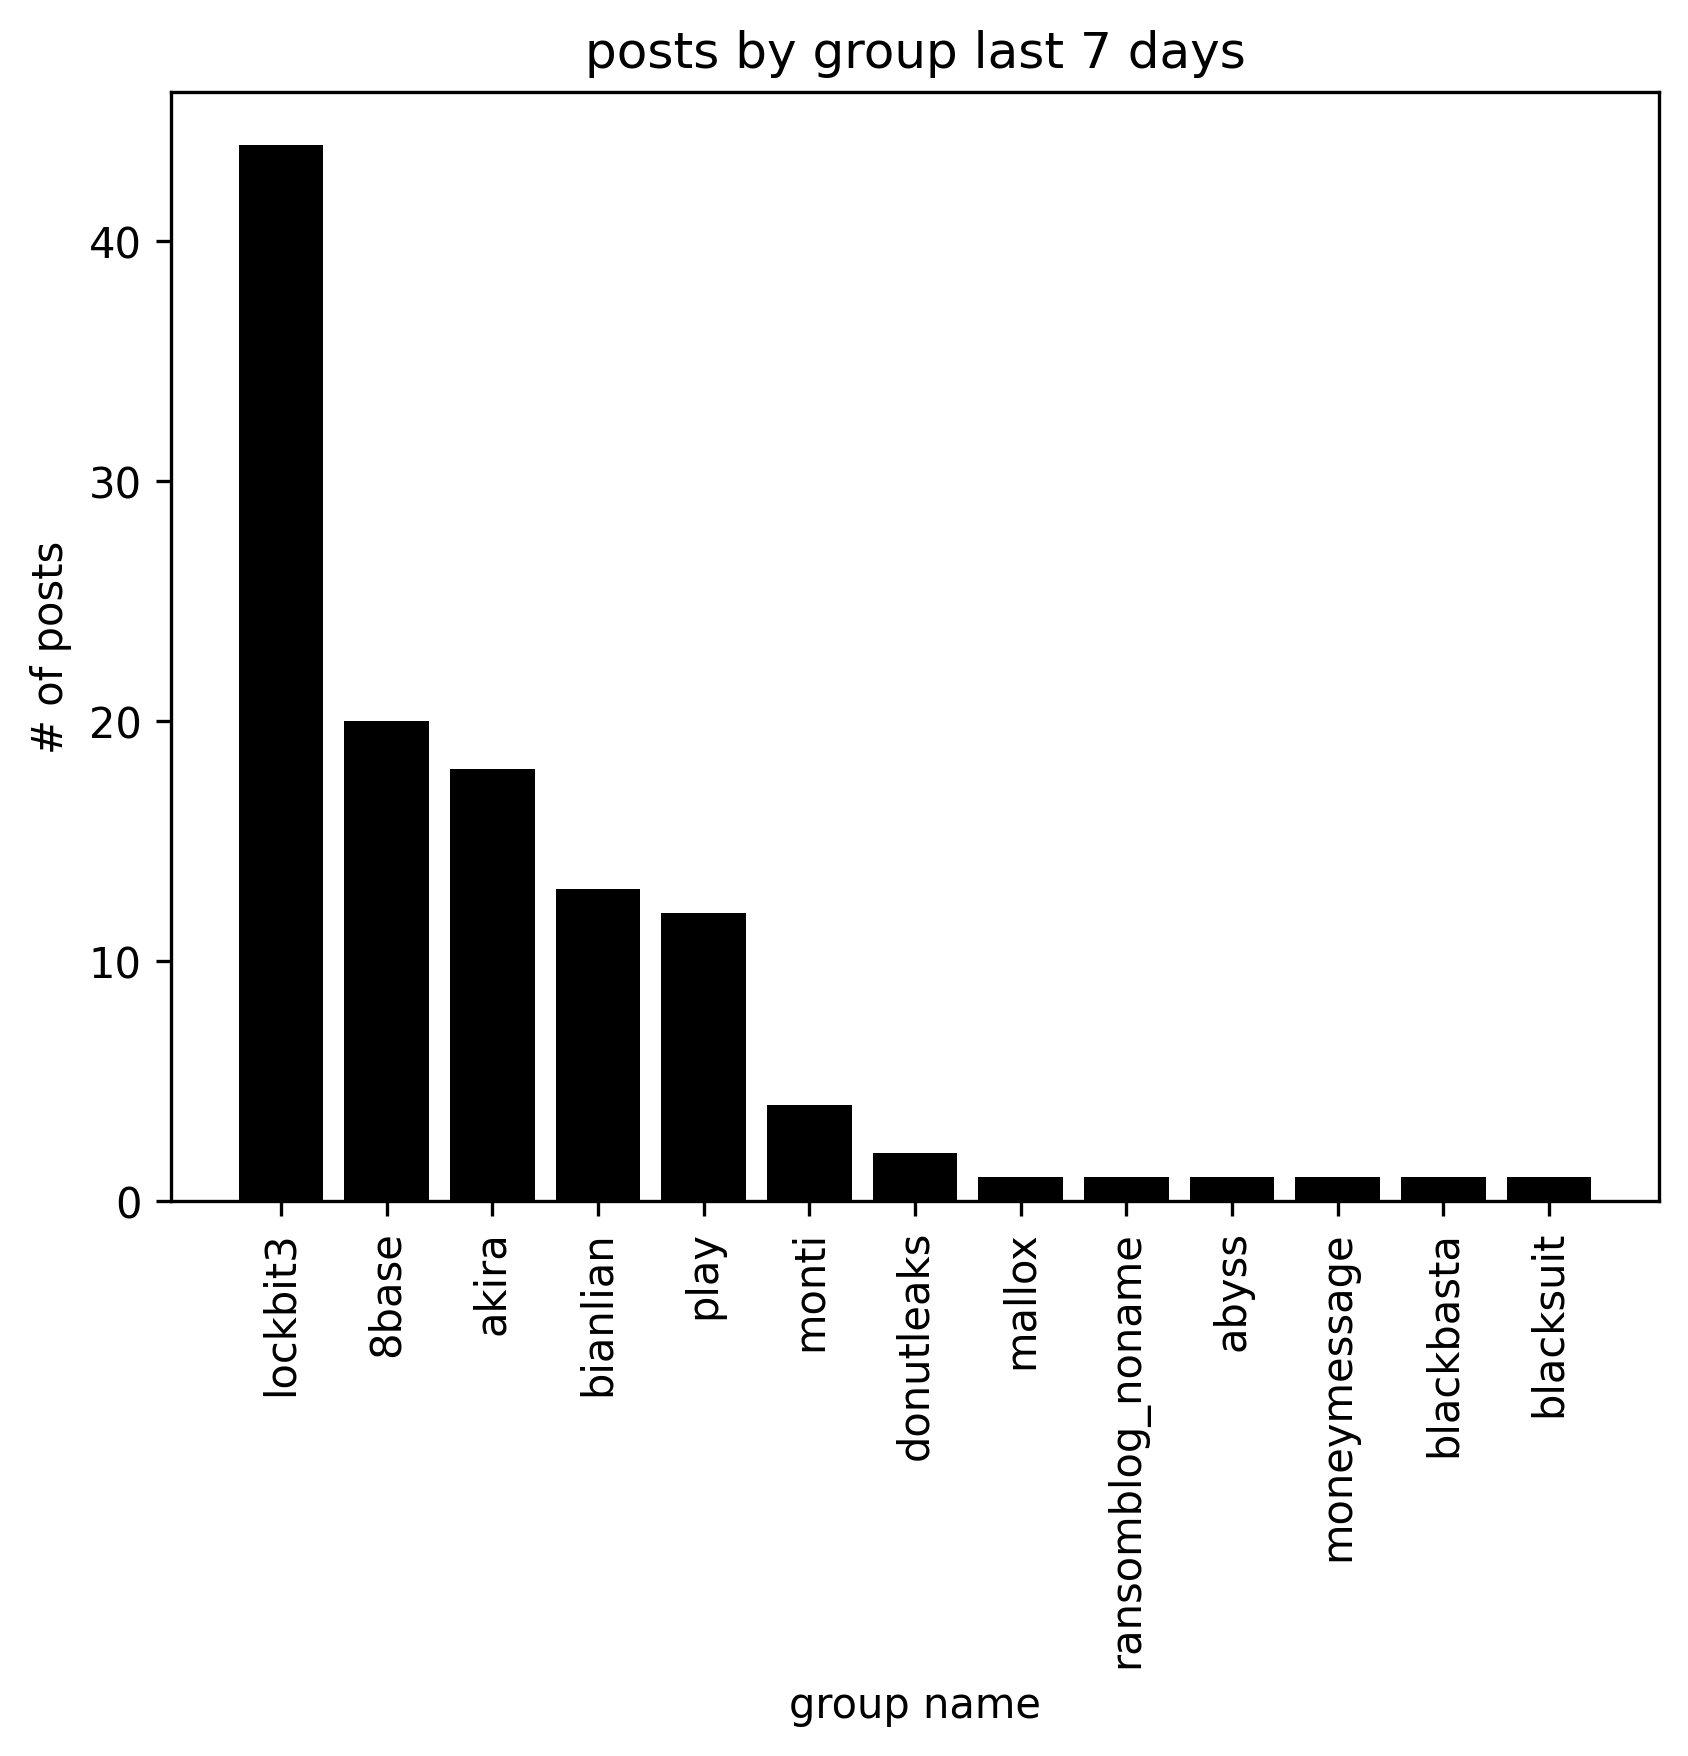 posts by group last 7 days
# of posts
40
30
20
10
0
lockbit3
8base
akira
bianlian
play
monti
donutleaks
mallox
ransomblog_noname
abyss
moneymessage
blackbasta
blacksuit
group name